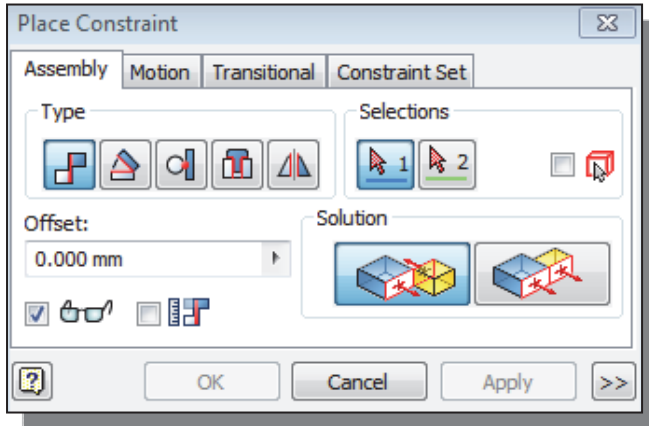 Place Constraint
Assembly Motion Transitional Constraint Set
Type Selections
1 2
Offset: Solution
0.000 mm
OK Cancel Apply >>